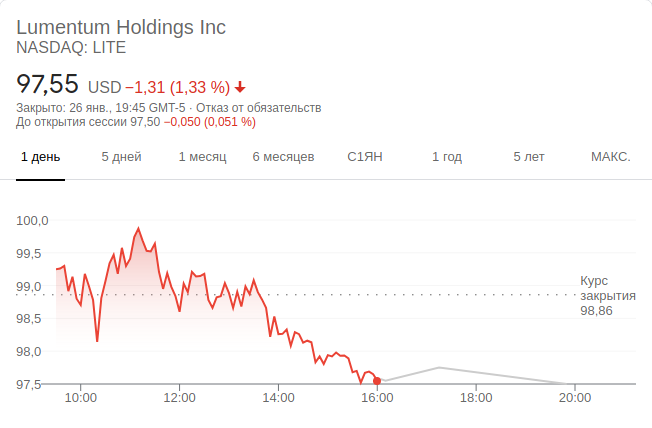 Lumentum Holdings Inc
NASDAQ: LITE
97,55 USD −1,31 (1,33 %)
Закрыто: 26 янв., 19:45 GMT-5 · Отказ от обязательств
До открытия сессии 97,50 −0,050 (0,051 %)
1 день 5 дней 1 месяц 6 месяцев С1ЯН 1 год 5 лет МАКС.
100,0
99,5
99,0
98,5
98,0
97,5
Курс
закрытия
98,86
10:00 12:00 14:00 16:00 18:00 20:00